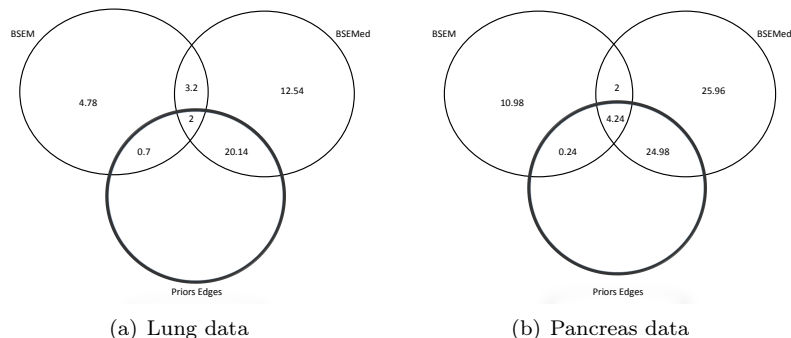 BSEM
BSEMed
3.2
12.54
4.78
2
0.7
20.14
Priors Edges
(a) Lung data
BSEM
BSEMed
2
25.96
10.98
4.24
0.24
24.98
Priors Edges
(b) Pancreas data